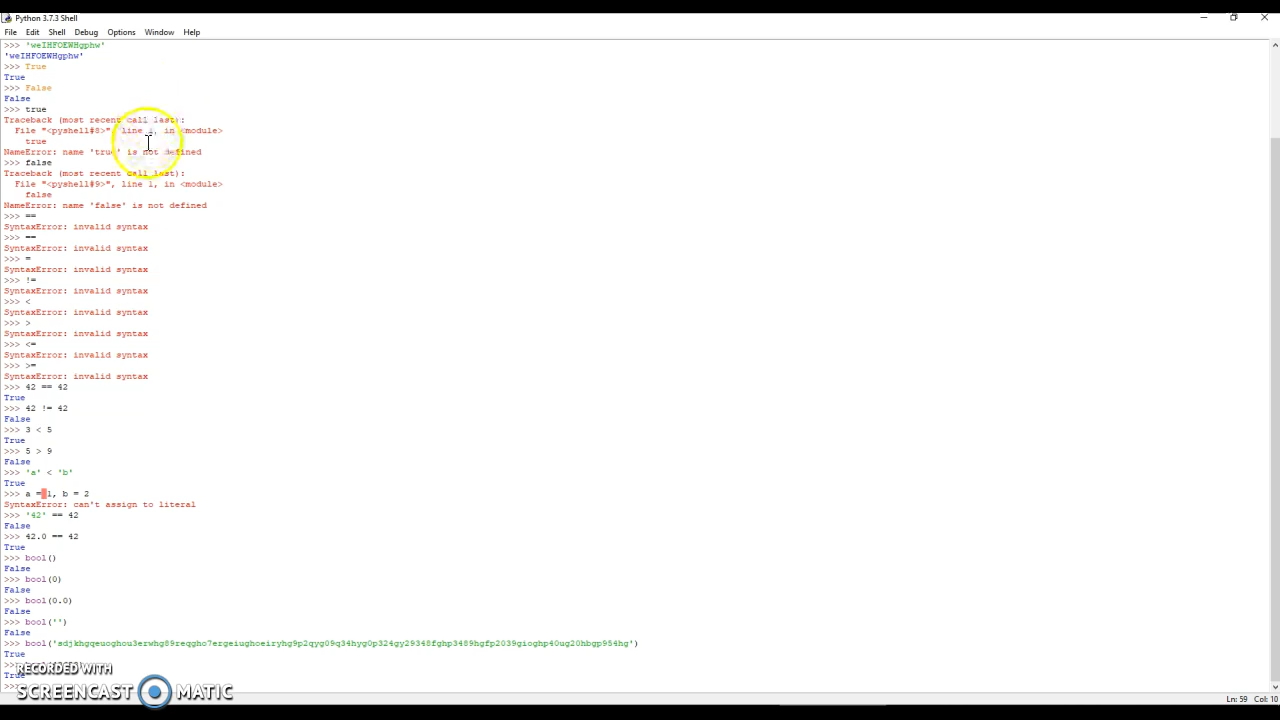 Python 3.7.3 Shell
File Edit Shell Debug Options Window Help
>>> 'weIHFOEWHgphw'
'weIHFOEWHgphw'
>>> True
True
>>> False
False
>>> true
Traceback (most recent call last):
File "<pyshell#8>", line 1, in <module>
true
NameError: name 'true' is not defined
>>> false
Traceback (most recent call last):
File "<pyshell#9>", line 1, in <module>
false
NameError: name 'false' is not defined
>>> ==
SyntaxError: invalid syntax
>>> ==
SyntaxError: invalid syntax
>>> =
SyntaxError: invalid syntax
>>> !=
SyntaxError: invalid syntax
>>> <
SyntaxError: invalid syntax
>>> >
SyntaxError: invalid syntax
>>> <=
SyntaxError: invalid syntax
>>> >=
SyntaxError: invalid syntax
>>> 42 == 42
True
>>> 42 != 42
False
>>> 3 < 5
True
>>> 5 > 9
False
>>> 'a' < 'b'
True
>>> a = 1, b = 2
SyntaxError: can't assign to literal
>>> '42' == 42
False
>>> 42.0 == 42
True
>>> bool()
False
>>> bool(0)
False
>>> bool(0.0)
False
>>> bool('')
False
>>> bool('sdjkhgqeuoghou3erwhg89reqgho7ergeiughoeiryhg9p2qyg09q34hyg0p324gy29348fghp3489hgfp2039gioghp40ug20hbgp954hg')
True
>>>
True
>>>
RECORDED WITH
SCREENCAST MATIC
Ln: 59 Col: 10